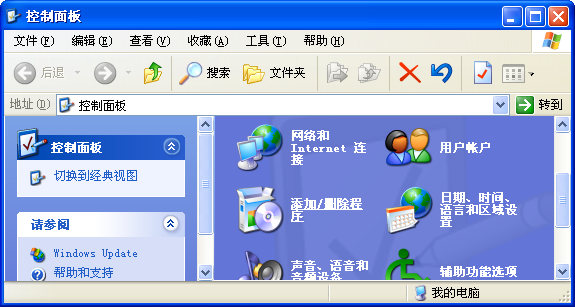 控制面板
文件(F) 编辑(E) 查看(V) 收藏(A) 工具(T) 帮助(H)
后退 搜索 文件夹
地址(D) 控制面板 转到
控制面板
切换到经典视图
请参阅
Windows Update
帮助和支持
网络和
Internet 连
接
用户帐户
添加/删除程
序
日期、时间、
语言和区域设
置
声音、语音和
音频设备
辅助功能选项
我的电脑